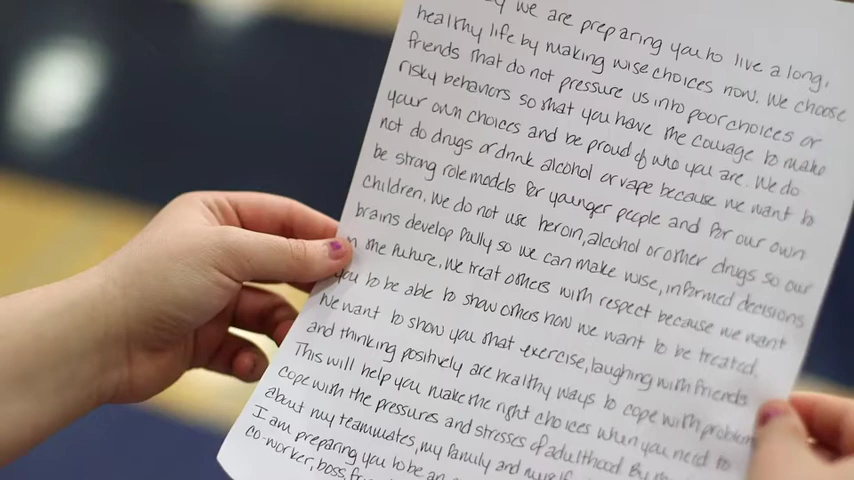 we are preparing you to live a long,
healthy life by making wise choices now. We choose
friends that do not pressure us into poor choices or
risky behaviors so that you have the courage to make
your own choices and be proud of who you are. We do
not do drugs or drink alcohol or vape because we want to
be strong role models for younger people and for our own
children. We do not use heroin, alcohol or other drugs so our
brains develop fully so we can make wise, informed decisions
in the future. We treat others with respect because we want
you to be able to show others how we want to be treated.
We want to show you that exercise, laughing with friends
and thinking positively are healthy ways to cope with problems
This will help you make the right choices when you need to
cope with the pressures and stresses of adulthood. By
about my teammates, my family and myself
I am preparing you to be an
co-worker, boss,